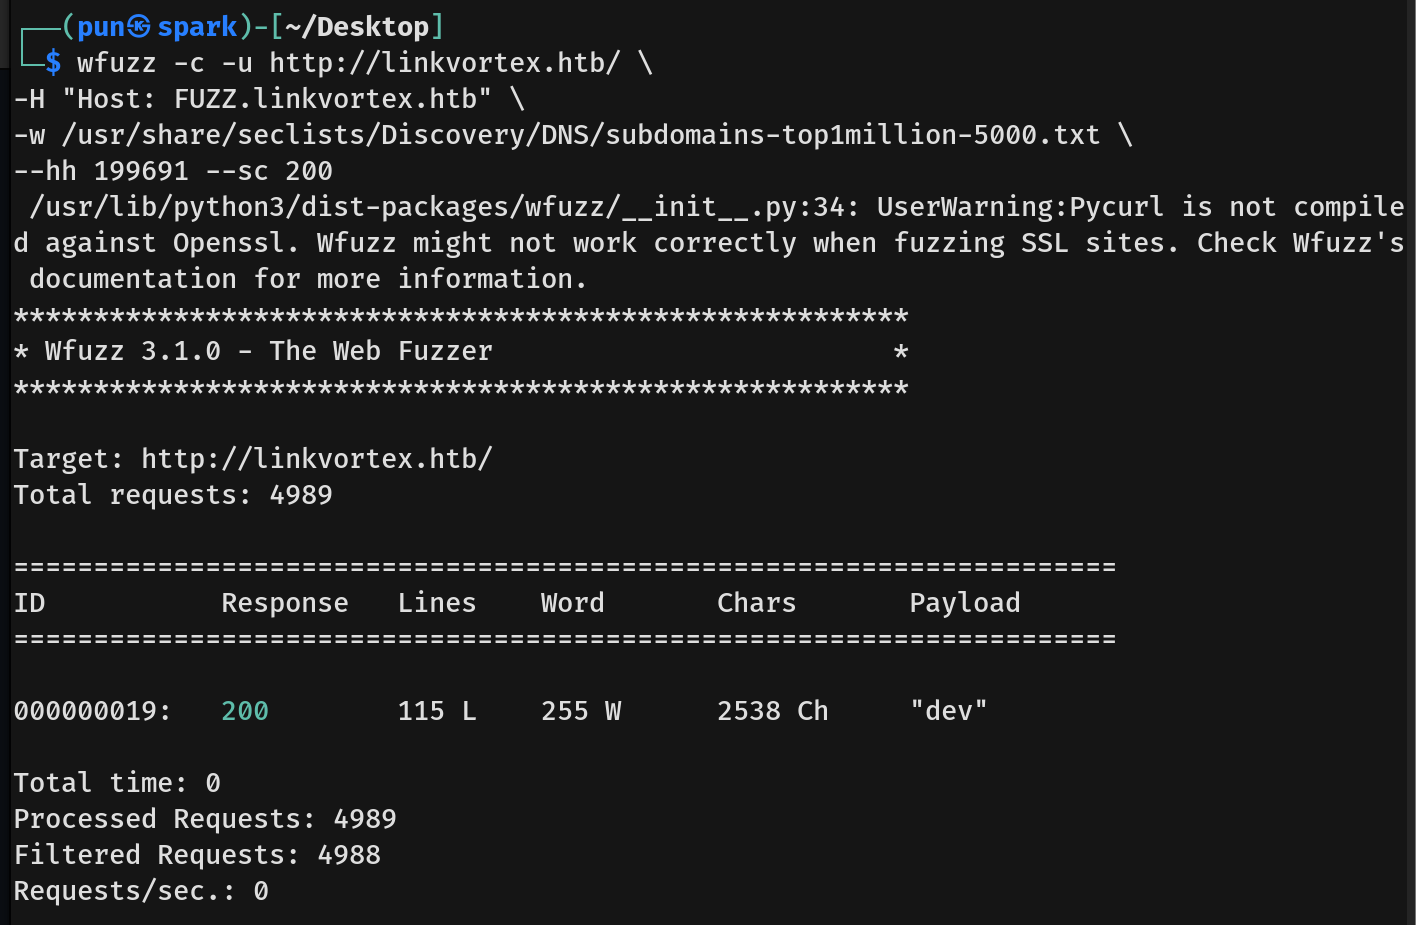 ┌──(pun㉿spark)-[~/Desktop]
└─$ wfuzz -c -u http://linkvortex.htb/ \
-H "Host: FUZZ.linkvortex.htb" \
-w /usr/share/seclists/Discovery/DNS/subdomains-top1million-5000.txt \
--hh 199691 --sc 200
 /usr/lib/python3/dist-packages/wfuzz/__init__.py:34: UserWarning:Pycurl is not compile
d against Openssl. Wfuzz might not work correctly when fuzzing SSL sites. Check Wfuzz's
 documentation for more information.
********************************************************
* Wfuzz 3.1.0 - The Web Fuzzer                         *
********************************************************

Target: http://linkvortex.htb/
Total requests: 4989

=====================================================================
ID           Response   Lines    Word       Chars       Payload
=====================================================================

000000019:   200        115 L    255 W      2538 Ch     "dev"

Total time: 0
Processed Requests: 4989
Filtered Requests: 4988
Requests/sec.: 0